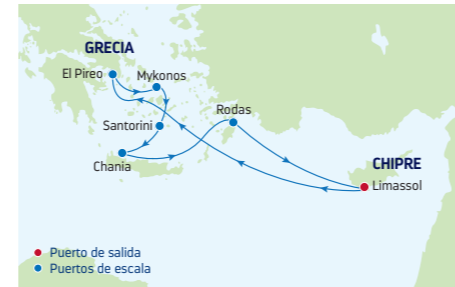 GRECIA
El Pireo
Mykonos
Rodas
Santorini
Chania
CHIPRE
Limassol
Puerto de salida
Puertos de escala